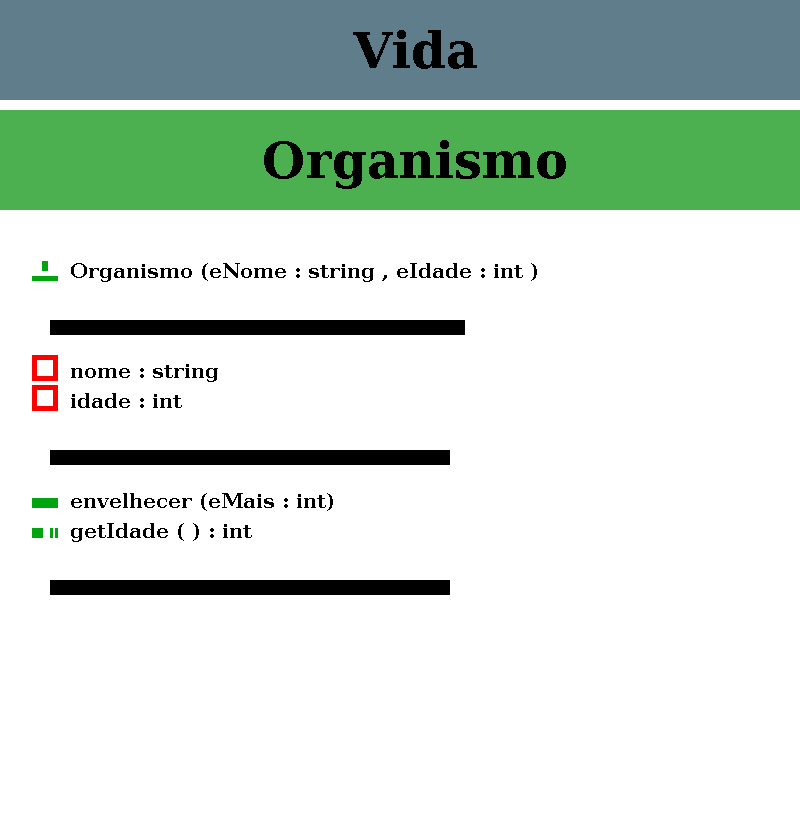 Vida
Organismo
Organismo (eNome : string , eIdade : int )
nome : string
idade : int
envelhecer (eMais : int)
getIdade ( ) : int